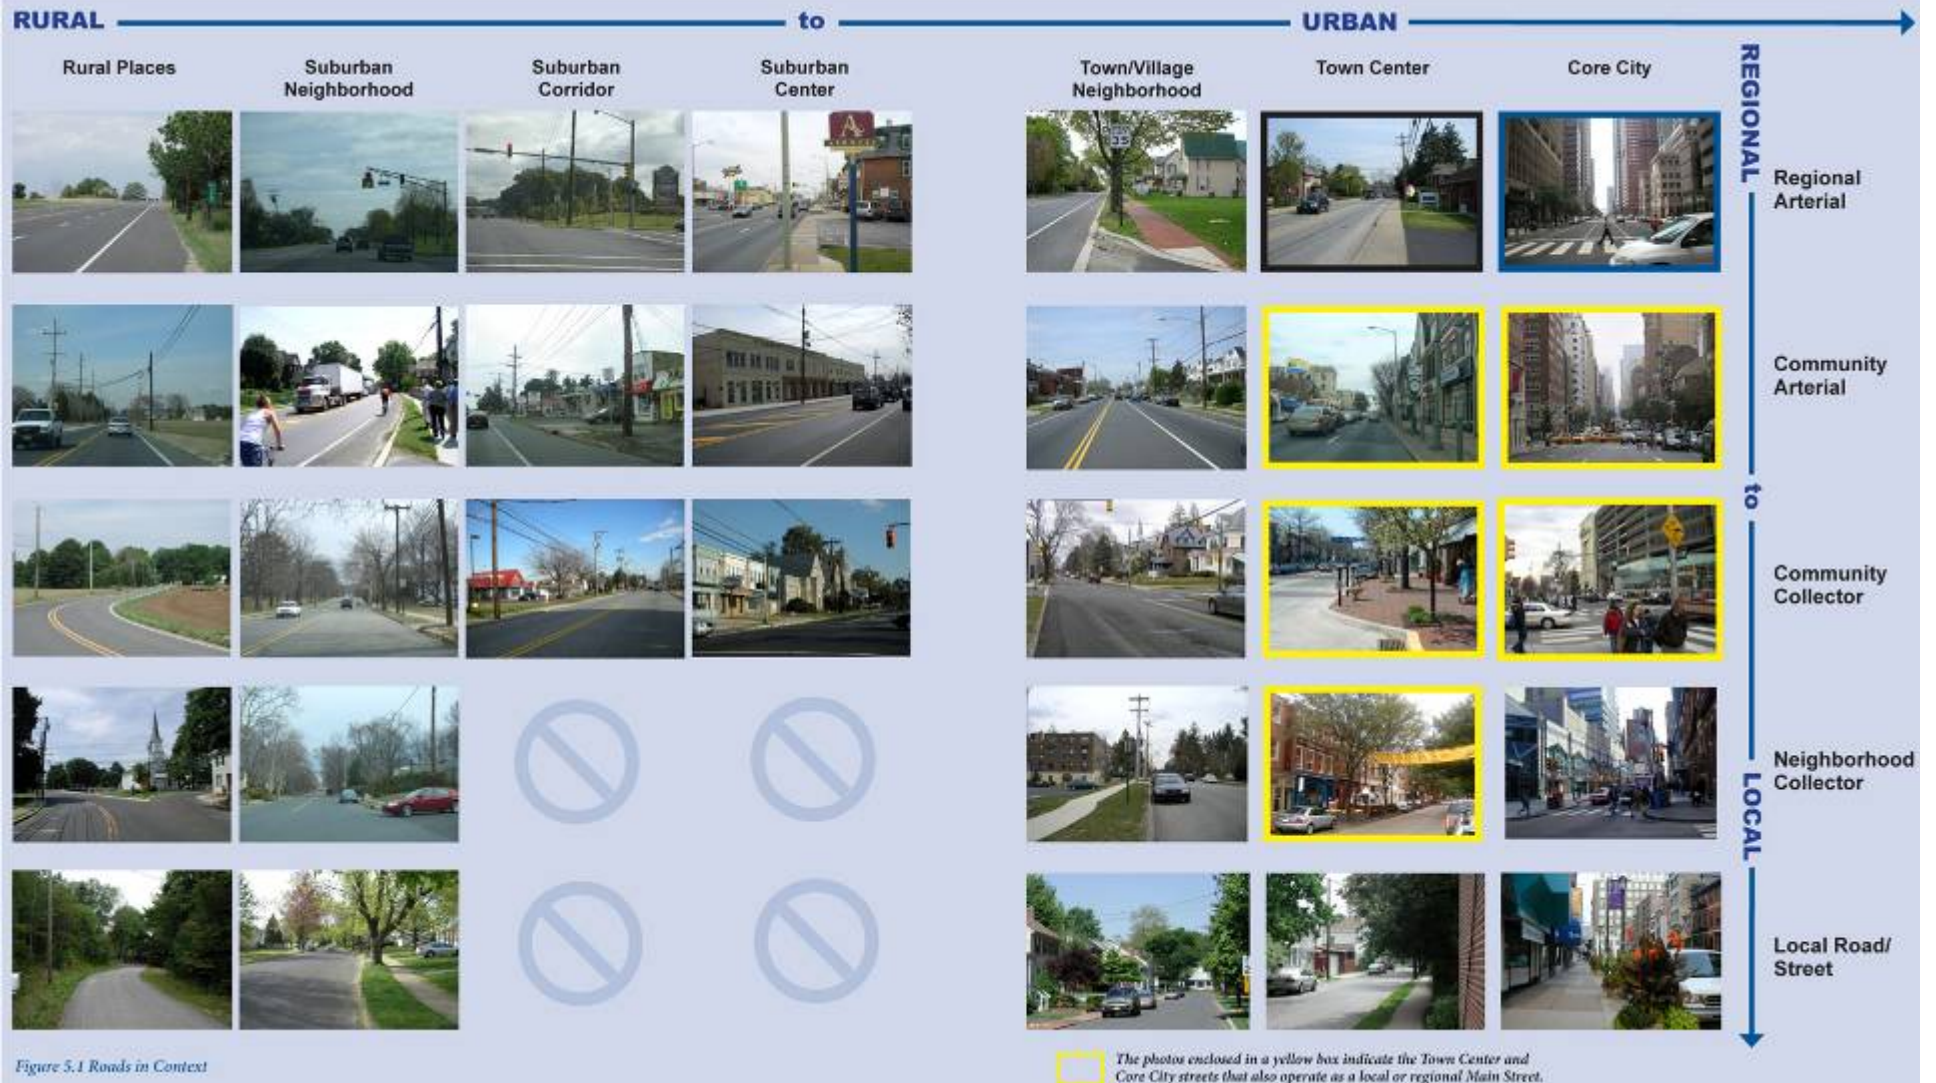 RURAL to URBAN
Rural Places
Suburban
Neighborhood
Suburban
Corridor
Suburban
Center
Town/Village
Neighborhood
Town Center
Core City
REGIONAL
to
LOCAL
35
Regional
Arterial
Community
Arterial
Community
Collector
Neighborhood
Collector
Local Road/
Street
Figure 5.1 Roads in Context
The photos enclosed in a yellow box indicate the Town Center and
Core City streets that also operate as a local or regional Main Street.